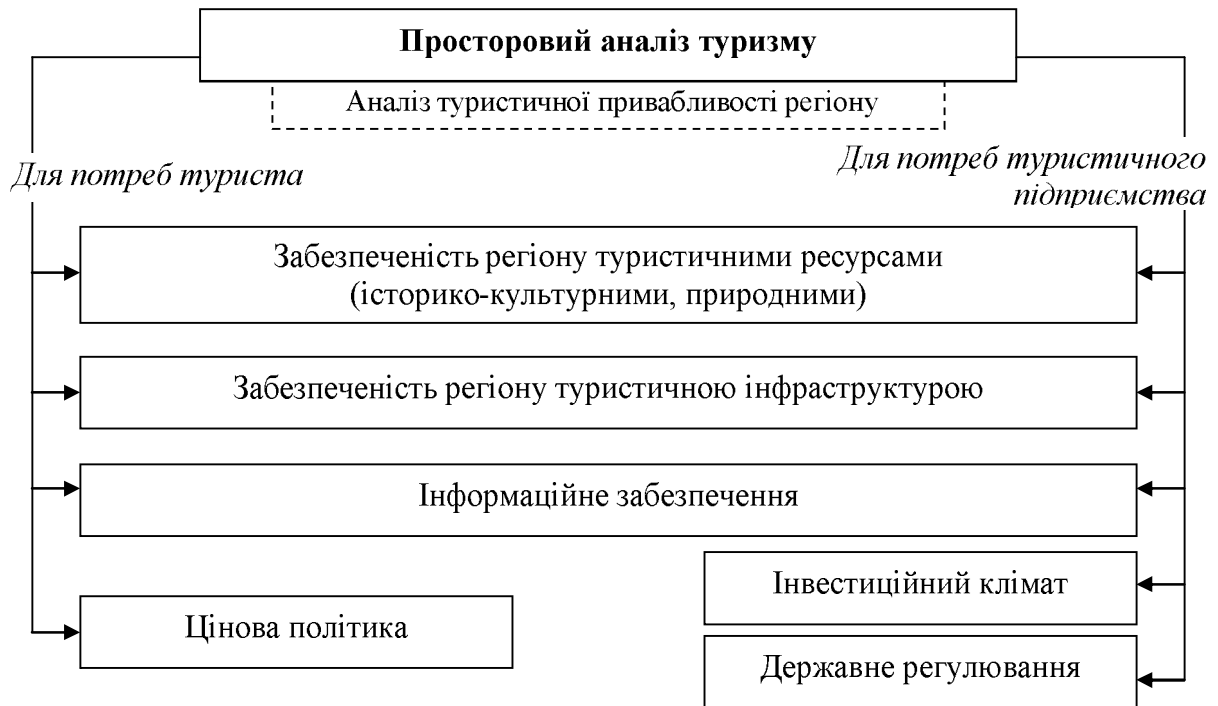 Просторовий аналіз туризму
Аналіз туристичної привабливості регіону
Для потреб туриста
Для потреб туристичного
підприємства
Забезпеченість регіону туристичними ресурсами
(історико-культурними, природними)
Забезпеченість регіону туристичною інфраструктурою
Інформаційне забезпечення
Інвестиційний клімат
Цінова політика
Державне регулювання